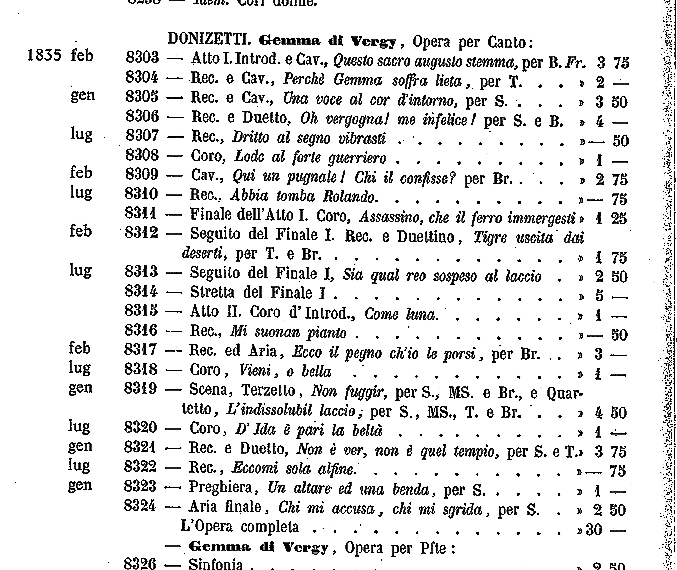 8298 — Idem. Cori donne.
DONIZETTI. Gemma di Vergy, Opera per Canto:
1835 feb 8303 — Atto I. Introd. e Cav., Questo sacro augusto stemma, per B. Fr. 3 75
8304 — Rec. e Cav., Perchè Gemma soffra lieta, per T. . . . » 2 —
gen 8305 — Rec. e Cav., Una voce al cor d'intorno, per S. . . . » 3 50
8306 — Rec. e Duetto, Oh vergogna! me infelice! per S. e B. » 4 —
lug 8307 — Rec., Dritto al segno vibrasti . . . . . . . . . » — 50
8308 — Coro, Lode al forte guerriero . . . . . . . . . » 1 —
feb 8309 — Cav., Qui un pugnale! Chi il confisse? per Br. . . . » 2 75
lug 8310 — Rec., Abbia tomba Rolando. . . . . . . . . . » — 75
8311 — Finale dell'Atto I. Coro, Assassino, che il ferro immergesti » 1 25
feb 8312 — Seguito del Finale I. Rec. e Duettino, Tigre uscita dai
deserti, per T. e Br. . . . . . . . . . . . . » 1 75
lug 8313 — Seguito del Finale I, Sia qual reo sospeso al laccio . . » 2 50
8314 — Stretta del Finale I . . . . . . . . . . . . » 5 —
8315 — Atto II. Coro d'Introd., Come luna. . . . . . . » 1 —
8316 — Rec., Mi suonan pianto . . . . . . . . . . . » — 50
feb 8317 — Rec. ed Aria, Ecco il pegno ch'io le porsi, per Br. . . » 3 —
lug 8318 — Coro, Vieni, o bella . . . . . . . . . . . » 1 —
gen 8319 — Scena, Terzetto, Non fuggir, per S., MS. e Br., e Quar-
tetto, L'indissolubil laccio, per S., MS., T. e Br. . . » 4 50
lug 8320 — Coro, D'Ida è pari la beltà . . . . . . . . . » 1 —
gen 8321 — Rec. e Duetto, Non è ver, non è quel tempio, per S. e T. » 3 75
lug 8322 — Rec., Eccomi sola alfine. . . . . . . . . . . » — 75
gen 8323 — Preghiera, Un altare ed una benda, per S. . . . . . » 1 —
8324 — Aria finale, Chi mi accusa, chi mi sgrida, per S. . . » 2 50
L'Opera completa . . . . . . . . . . . . . » 30 —
— Gemma di Vergy, Opera per Pfte:
8326 — Sinfonia . . . . . . . . . . . . . . . » 2 50